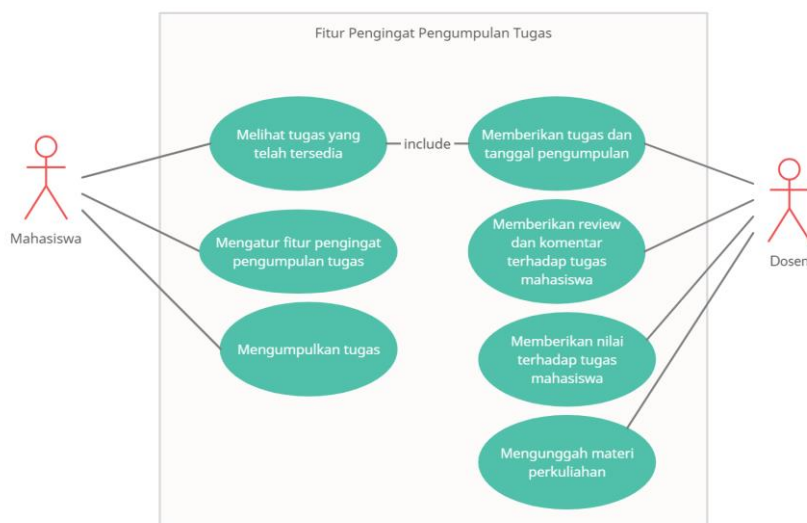 Fitur Pengingat Pengumpulan Tugas
Melihat tugas yang
telah tersedia
include
Memberikan tugas dan
tanggal pengumpulan
Mahasiswa
Mengatur fitur pengingat
pengumpulan tugas
Memberikan review
dan komentar
terhadap tugas
mahasiswa
Dosen
Mengumpulkan tugas
Memberikan nilai
terhadap tugas
mahasiswa
Mengunggah materi
perkuliahan